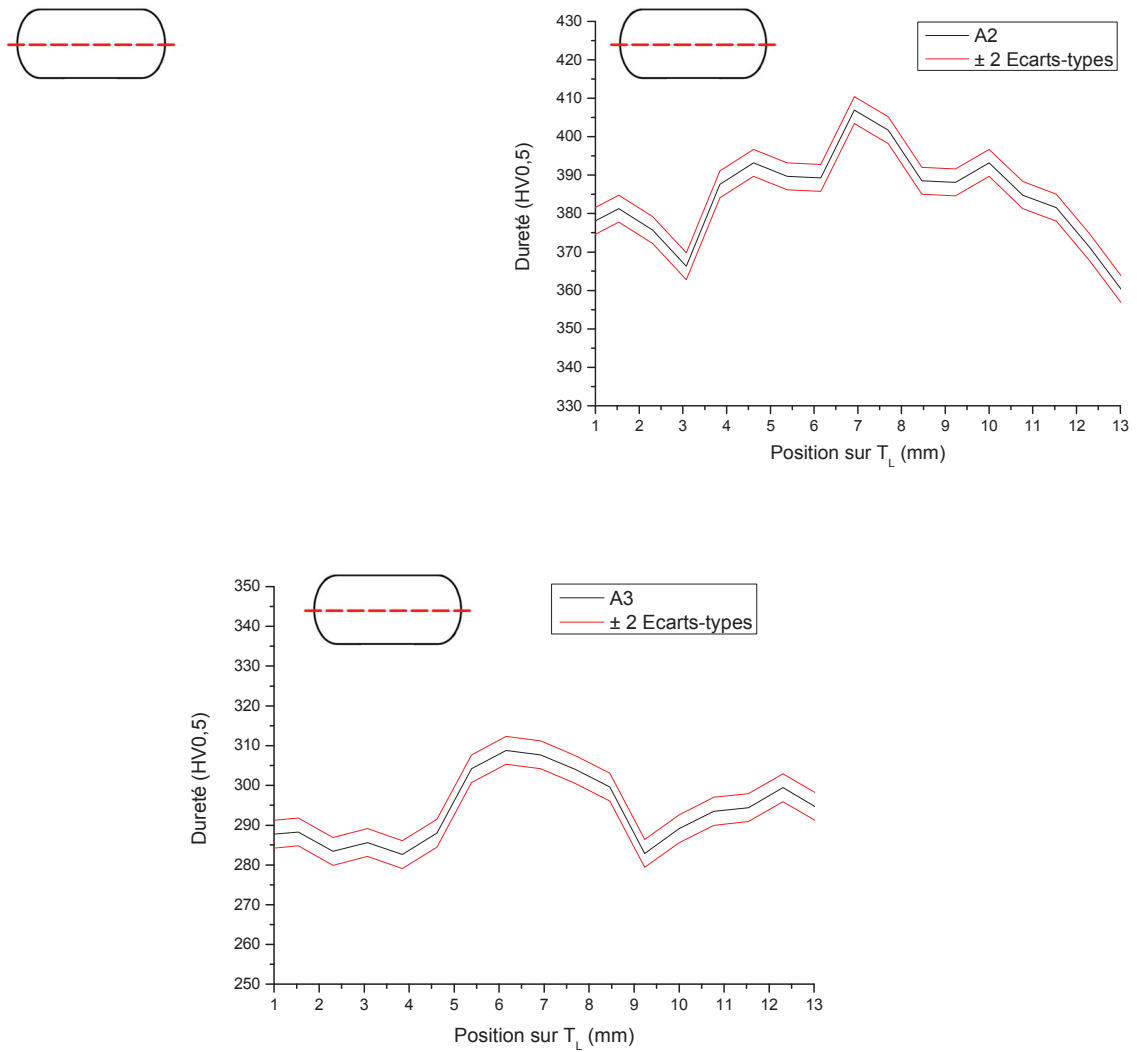 A2
± 2 Ecarts-types
430
420
410
400
390
380
370
360
350
340
330
Dureté (HV0,5)
1 2 3 4 5 6 7 8 9 10 11 12 13
Position sur T_L (mm)
A3
± 2 Ecarts-types
350
340
330
320
310
300
290
280
270
260
250
Dureté (HV0,5)
1 2 3 4 5 6 7 8 9 10 11 12 13
Position sur T_L (mm)